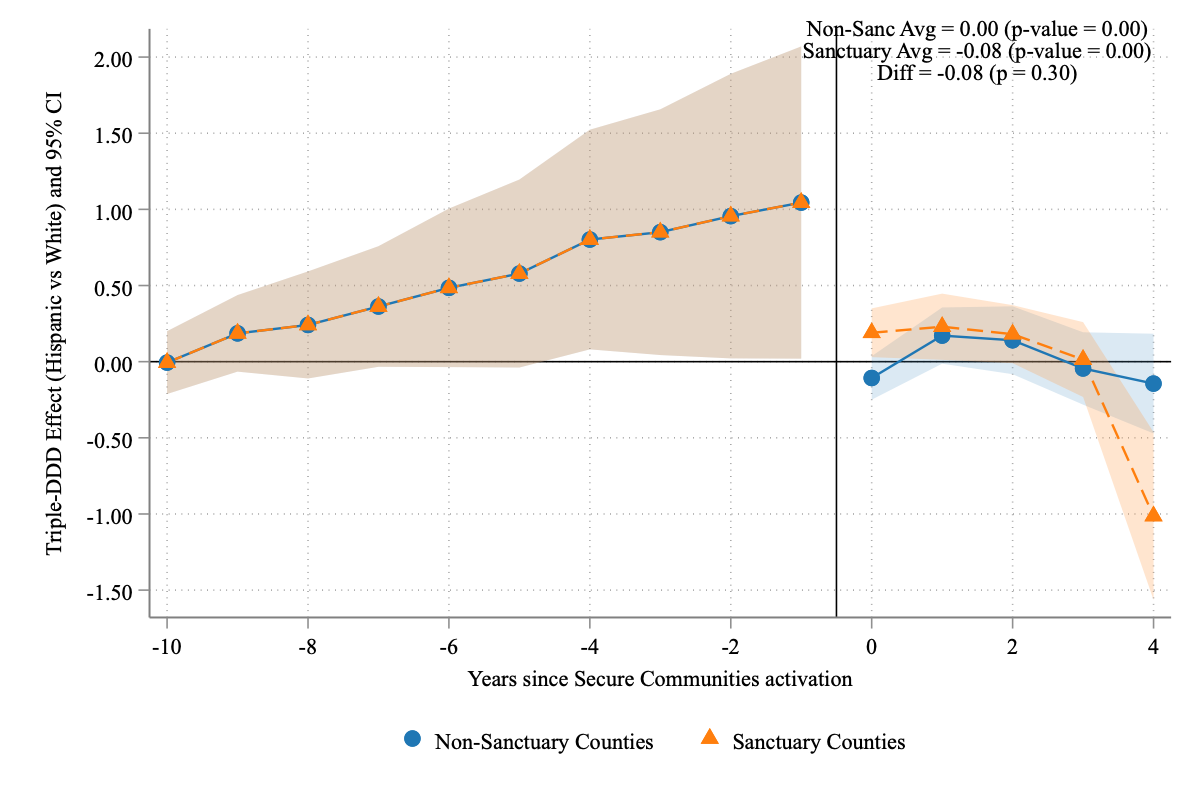 Non-Sanc Avg = 0.00 (p-value = 0.00)
Sanctuary Avg = -0.08 (p-value = 0.00)
Diff = -0.08 (p = 0.30)
Triple-DDD Effect (Hispanic vs White) and 95% CI
2.00
1.50
1.00
0.50
0.00
-0.50
-1.00
-1.50
-10 -8 -6 -4 -2 0 2 4
Years since Secure Communities activation
Non-Sanctuary Counties Sanctuary Counties